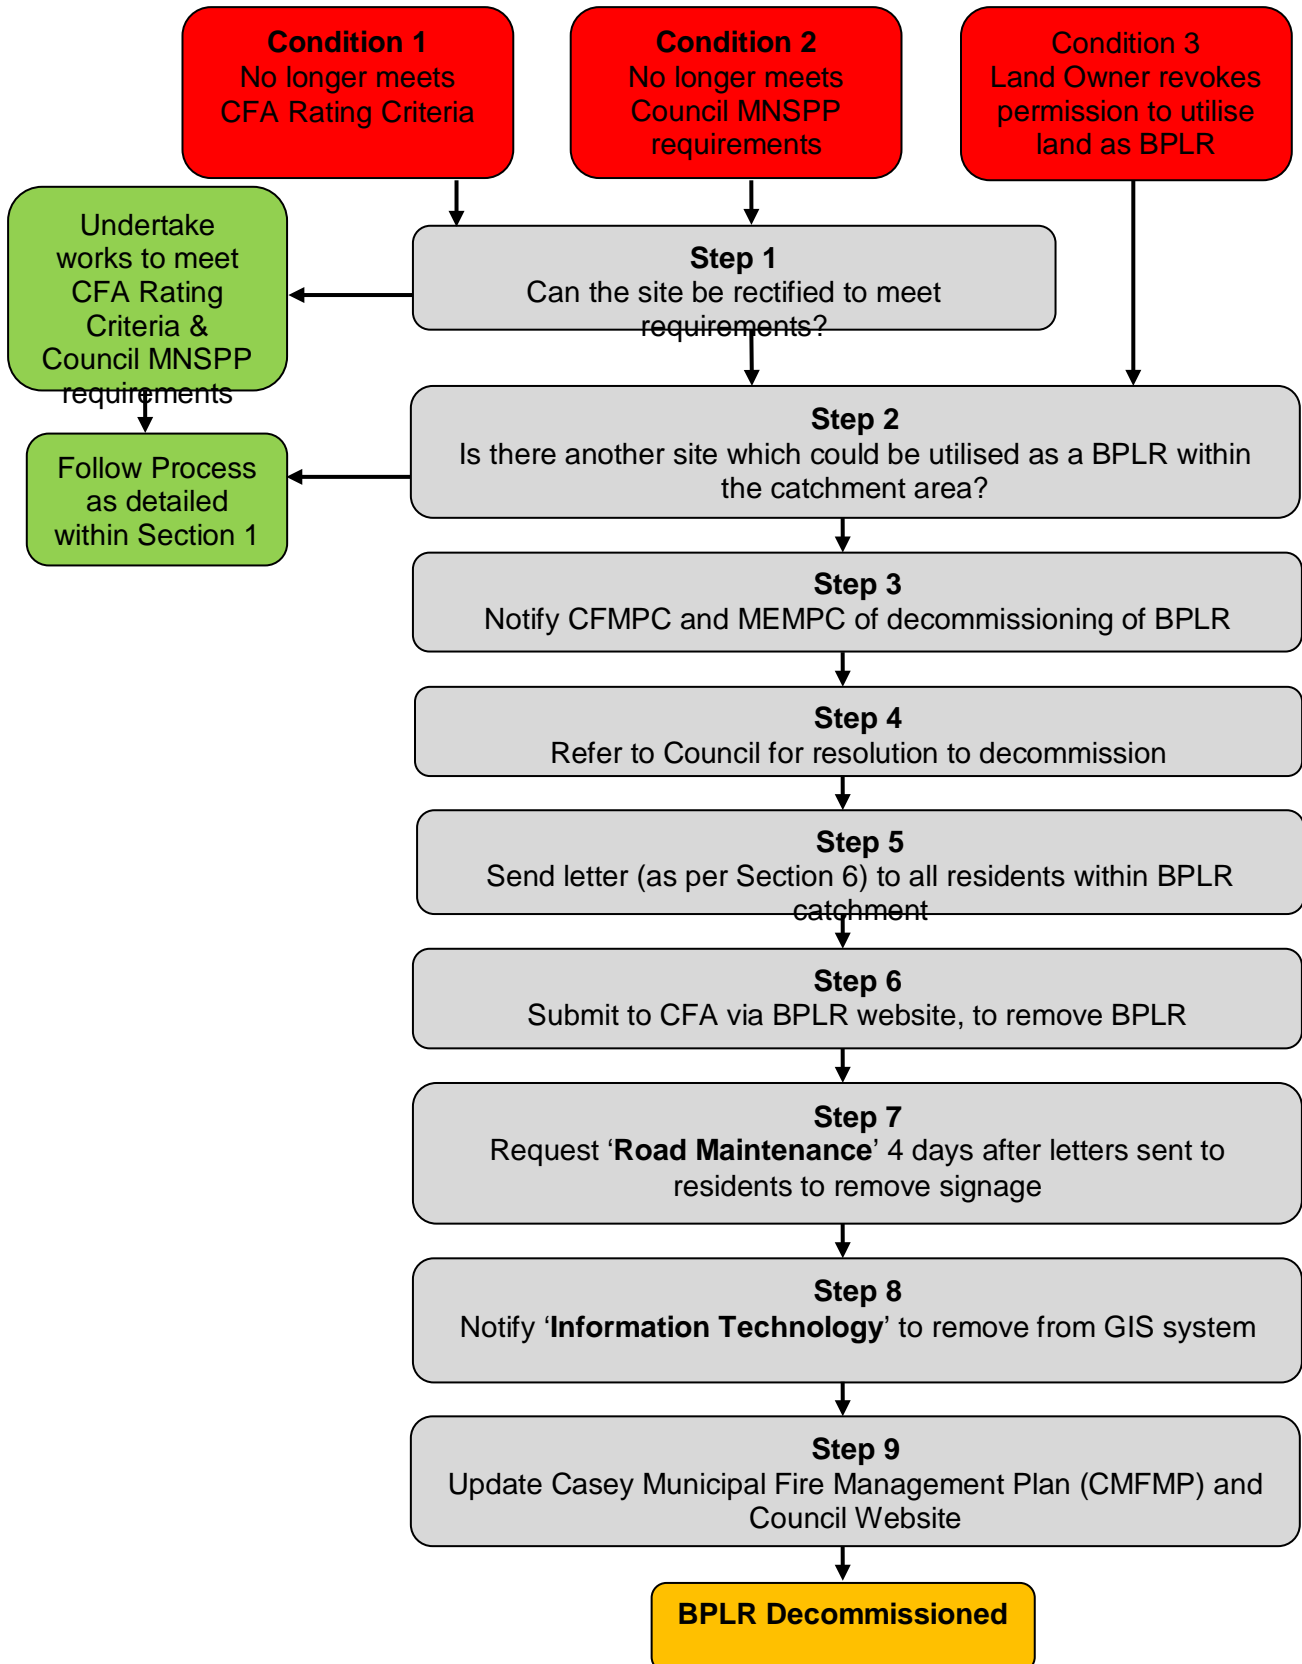 Condition 1
No longer meets
CFA Rating Criteria
Condition 2
No longer meets
Council MNSPP
requirements
Condition 3
Land Owner revokes
permission to utilise
land as BPLR
Undertake
works to meet
CFA Rating
Criteria &
Council MNSPP
requirements
Step 1
Can the site be rectified to meet
requirements?
Follow Process
as detailed
within Section 1
Step 2
Is there another site which could be utilised as a BPLR within
the catchment area?
Step 3
Notify CFMPC and MEMPC of decommissioning of BPLR
Step 4
Refer to Council for resolution to decommission
Step 5
Send letter (as per Section 6) to all residents within BPLR
catchment
Step 6
Submit to CFA via BPLR website, to remove BPLR
Step 7
Request ‘Road Maintenance’ 4 days after letters sent to
residents to remove signage
Step 8
Notify ‘Information Technology’ to remove from GIS system
Step 9
Update Casey Municipal Fire Management Plan (CMFMP) and
Council Website
BPLR Decommissioned